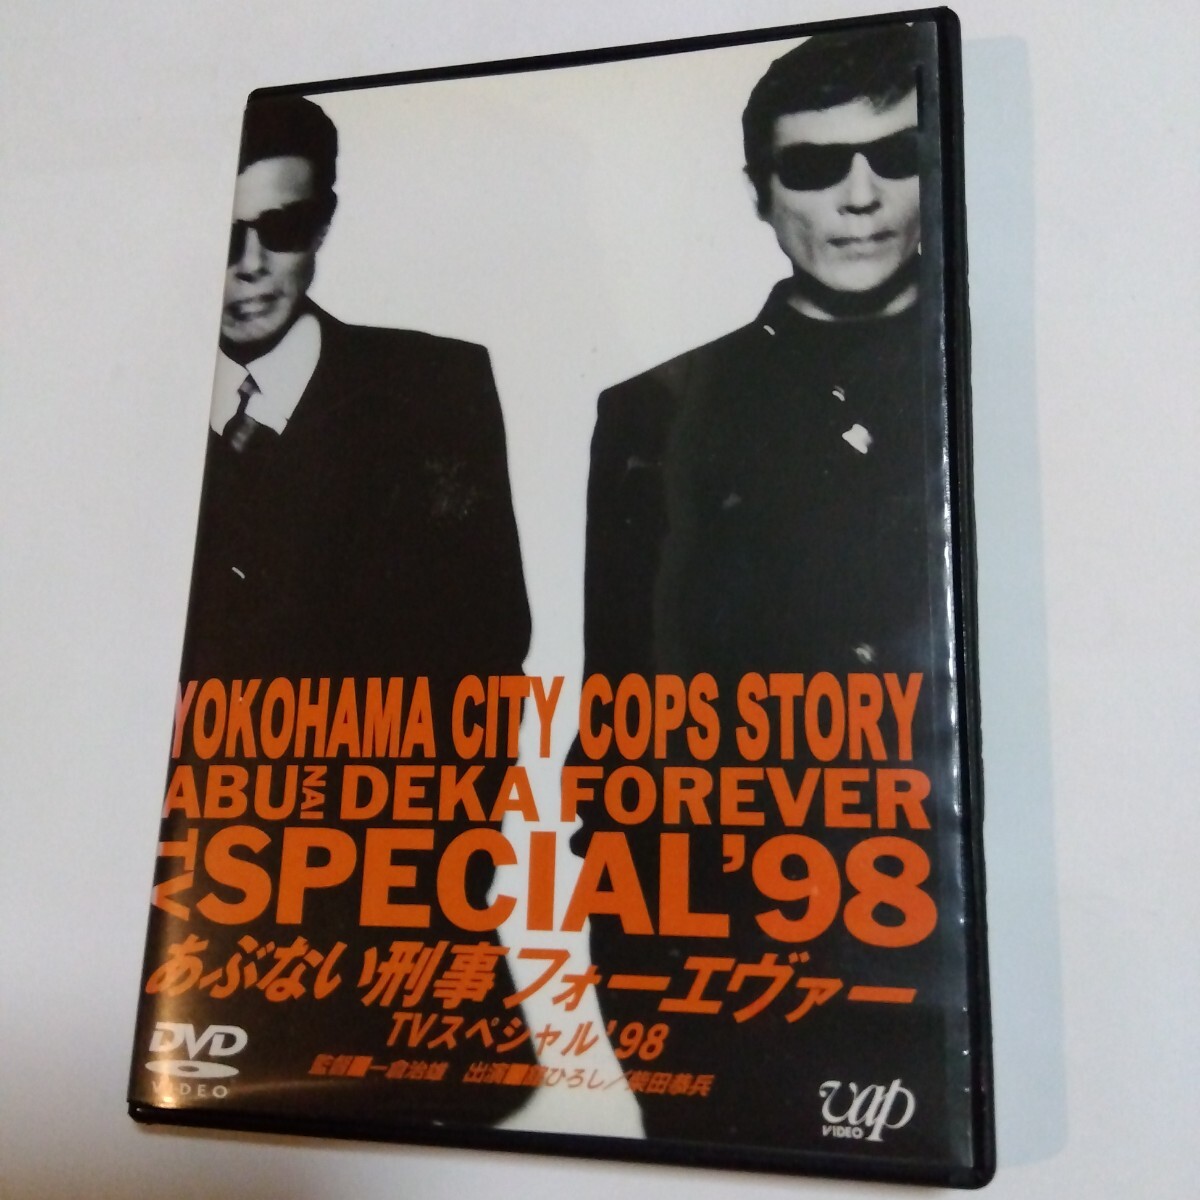 YOKOHAMA CITY COPS STORY
ABUNAI DEKA FOREVER
TV SPECIAL'98
あぶない刑事フォーエヴァー
TVスペシャル'98
監督■一倉治雄 出演■舘ひろし/柴田恭兵
DVD
VIDEO
vap
VIDEO